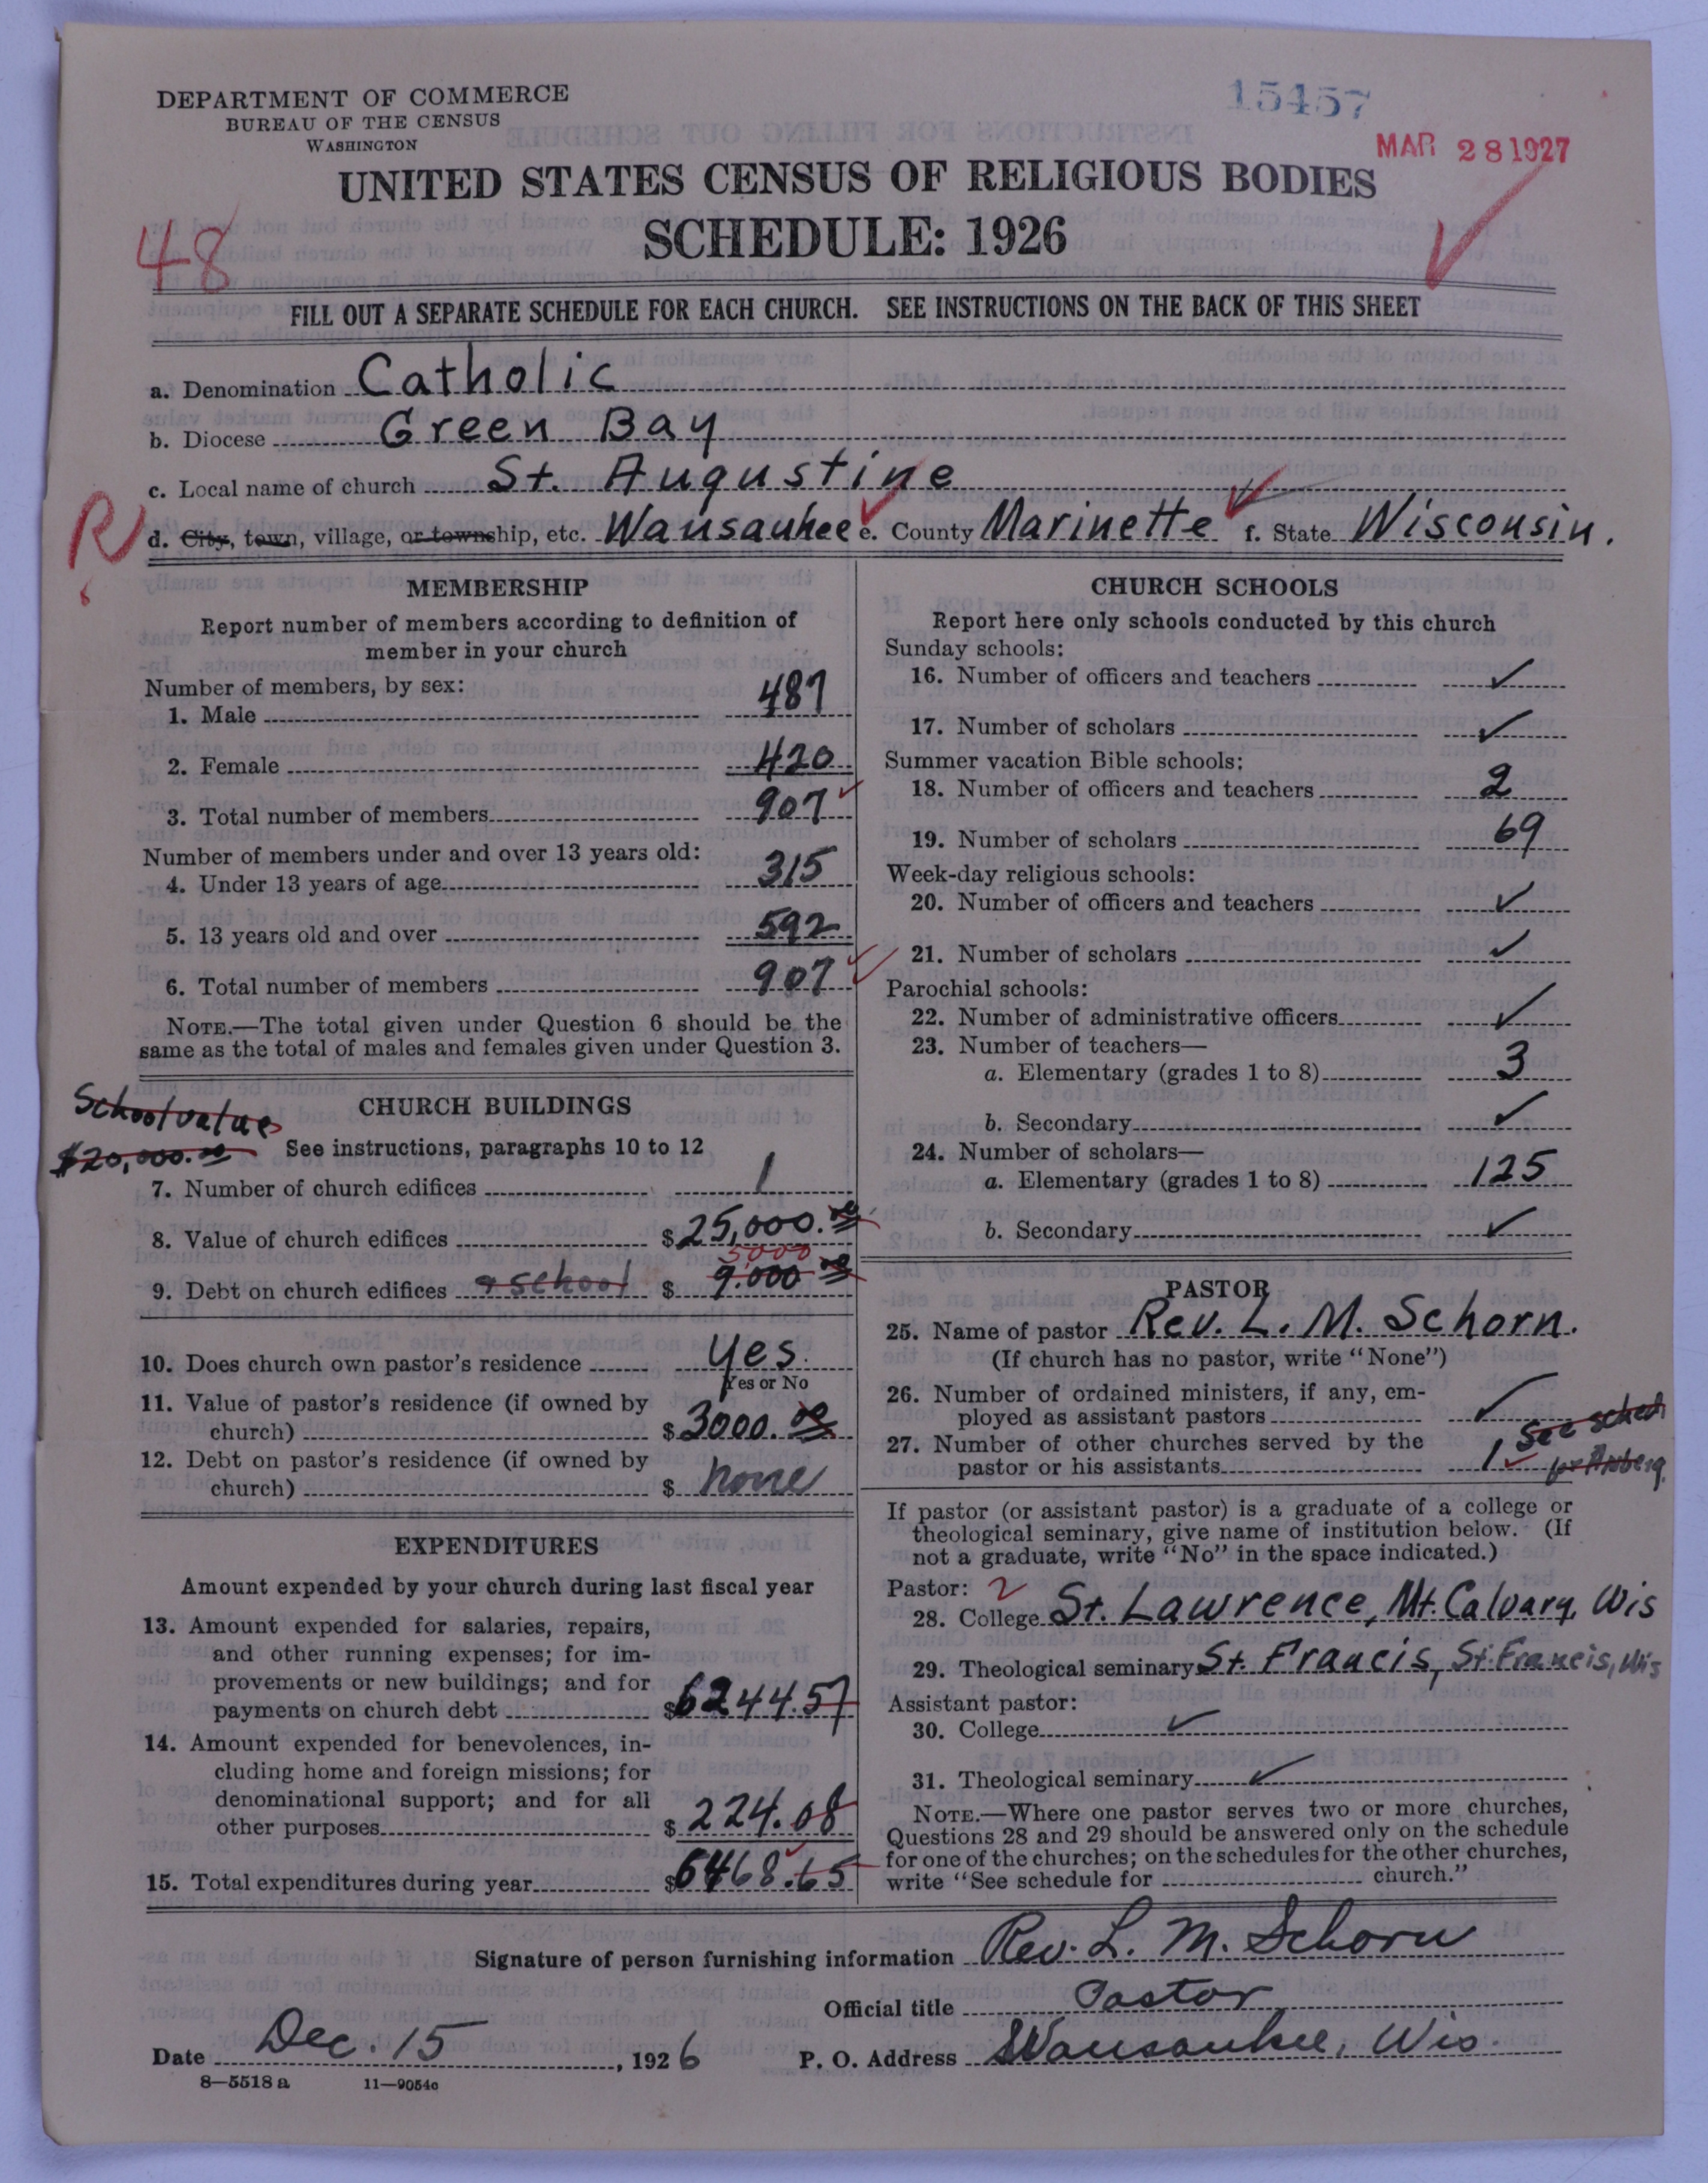 DEPARTMENT OF COMMERCE
BUREAU OF THE CENSUS
WASHINGTON
15457
MAR 28 1927
UNITED STATES CENSUS OF RELIGIOUS BODIES
SCHEDULE: 1926
48
FILL OUT A SEPARATE SCHEDULE FOR EACH CHURCH. SEE INSTRUCTIONS ON THE BACK OF THIS SHEET
a. Denomination Catholic
b. Diocese Green Bay
c. Local name of church St. Augustine
R
d. City, town, village, or township, etc. Wausaukee e. County Marinette f. State Wisconsin.
MEMBERSHIP
Report number of members according to definition of
member in your church
Number of members, by sex:
1. Male 487
2. Female 420
3. Total number of members 907
Number of members under and over 13 years old:
4. Under 13 years of age 315
5. 13 years old and over 592
6. Total number of members 907
NOTE.—The total given under Question 6 should be the
same as the total of males and females given under Question 3.
School value
$20,000.00
CHURCH BUILDINGS
See instructions, paragraphs 10 to 12
7. Number of church edifices 1
8. Value of church edifices $25,000.00
5000
9. Debt on church edifices & school $ 9.000 00
10. Does church own pastor's residence Yes.
Yes or No
11. Value of pastor's residence (if owned by
church) $3000.00
12. Debt on pastor's residence (if owned by
church) $ none
EXPENDITURES
Amount expended by your church during last fiscal year
13. Amount expended for salaries, repairs,
and other running expenses; for im-
provements or new buildings; and for
payments on church debt $6244.57
14. Amount expended for benevolences, in-
cluding home and foreign missions; for
denominational support; and for all
other purposes $224.08
15. Total expenditures during year $6468.65
CHURCH SCHOOLS
Report here only schools conducted by this church
Sunday schools:
16. Number of officers and teachers ✓
17. Number of scholars ✓
Summer vacation Bible schools:
18. Number of officers and teachers 2
19. Number of scholars 69
Week-day religious schools:
20. Number of officers and teachers ✓
21. Number of scholars ✓
Parochial schools:
22. Number of administrative officers ✓
23. Number of teachers—
a. Elementary (grades 1 to 8) 3
b. Secondary ✓
24. Number of scholars—
a. Elementary (grades 1 to 8) 125
b. Secondary ✓
PASTOR
25. Name of pastor Rev. L. M. Schorn.
(If church has no pastor, write "None")
26. Number of ordained ministers, if any, em-
ployed as assistant pastors ✓
27. Number of other churches served by the
pastor or his assistants 1 See sched
for Amberg
If pastor (or assistant pastor) is a graduate of a college or
theological seminary, give name of institution below. (If
not a graduate, write "No" in the space indicated.)
Pastor: 2
28. College St. Lawrence, Mt. Calvary, Wis
29. Theological seminary St. Francis, St. Francis, Wis
Assistant pastor:
30. College ✓
31. Theological seminary ✓
NOTE.—Where one pastor serves two or more churches,
Questions 28 and 29 should be answered only on the schedule
for one of the churches; on the schedules for the other churches,
write "See schedule for church."
Signature of person furnishing information Rev. L. M. Schorn
Official title Pastor
Date Dec. 15, 1926 P. O. Address Wausaukee, Wis.
8—5518 a 11—9054c